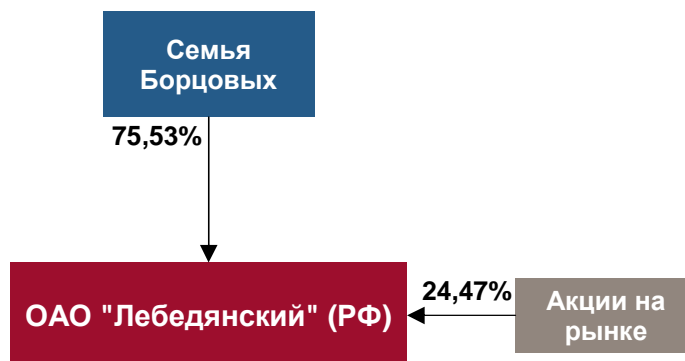 Семья
Борцовых
75,53%
ОАО "Лебедянский" (РФ)
24,47%
Акции на
рынке